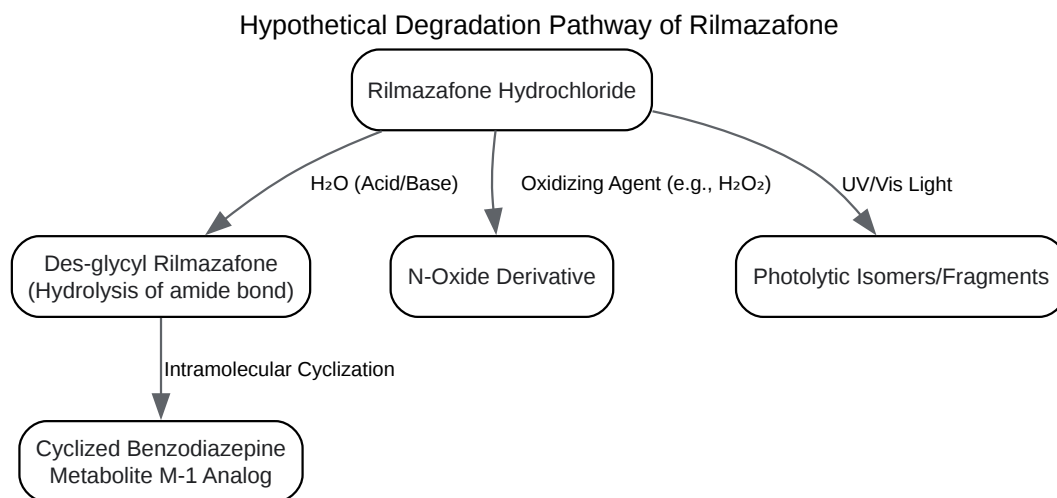 Hypothetical Degradation Pathway of Rilmazafone
Rilmazafone Hydrochloride
H₂O (Acid/Base)
Oxidizing Agent (e.g., H₂O₂)
UV/Vis Light
Des-glycyl Rilmazafone
(Hydrolysis of amide bond)
N-Oxide Derivative
Photolytic Isomers/Fragments
Intramolecular Cyclization
Cyclized Benzodiazepine
Metabolite M-1 Analog